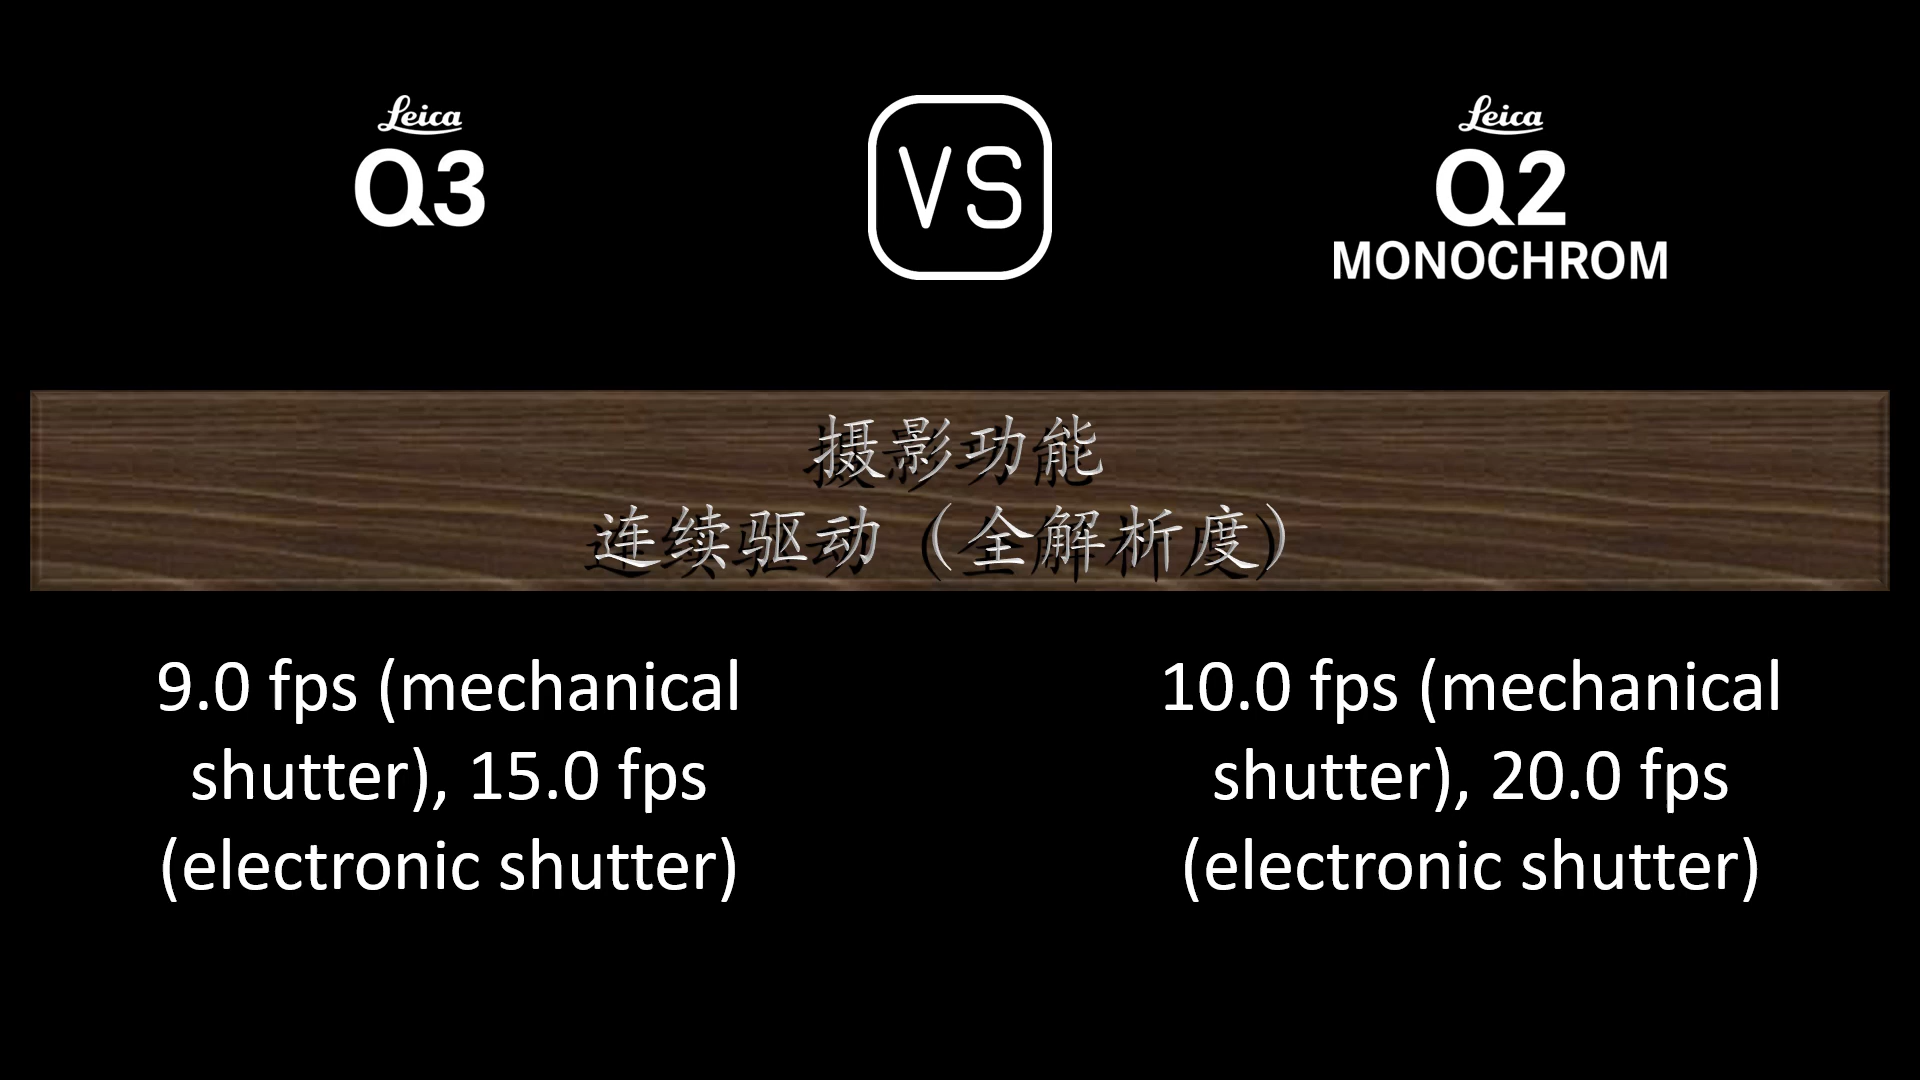 Leica
Q3
VS
Leica
Q2
MONOCHROM
摄影功能
连续驱动（全解析度）
9.0 fps (mechanical
shutter), 15.0 fps
(electronic shutter)
10.0 fps (mechanical
shutter), 20.0 fps
(electronic shutter)